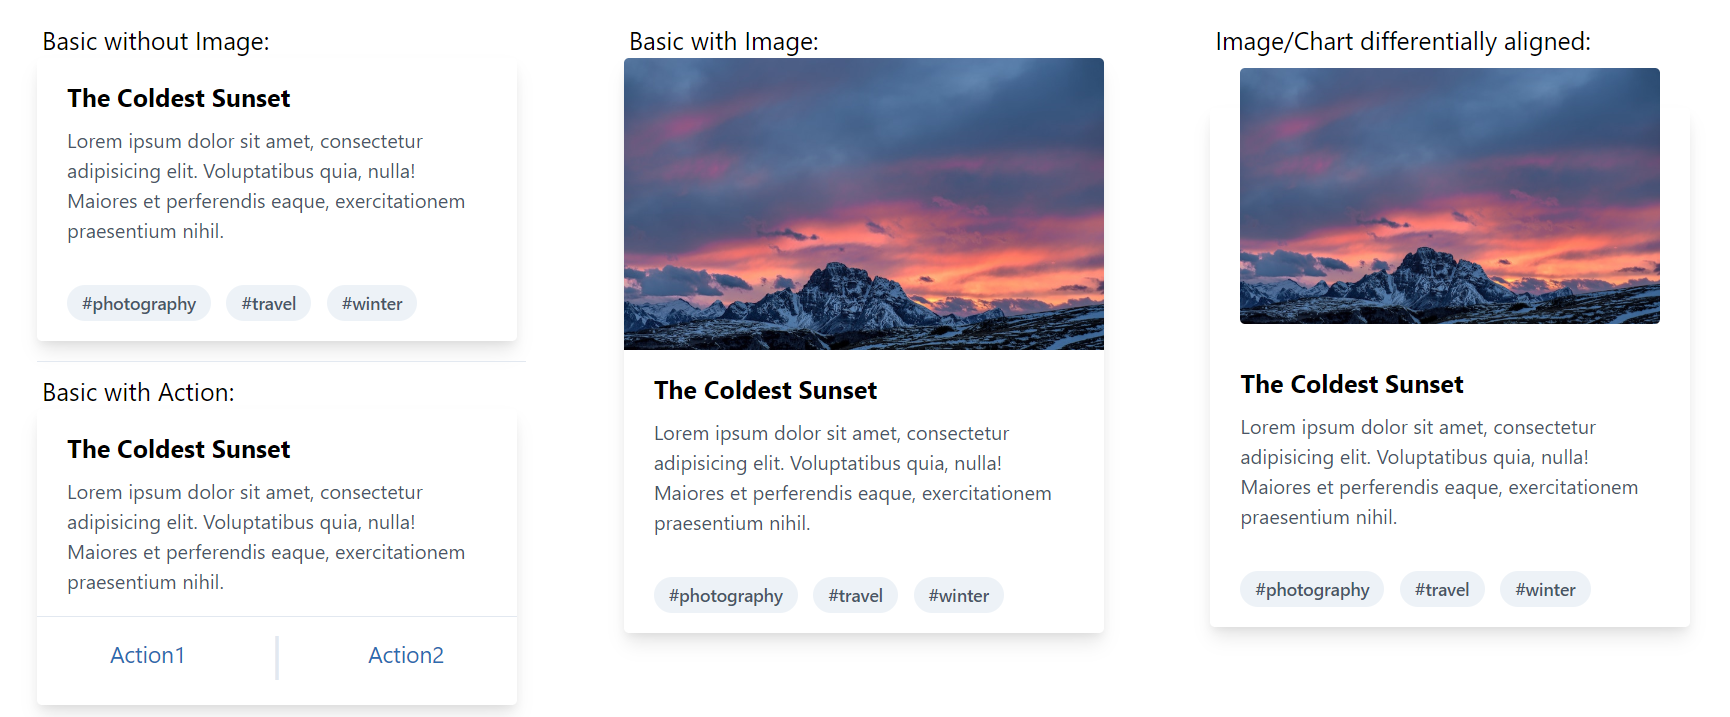 Basic without Image:
The Coldest Sunset
Lorem ipsum dolor sit amet, consectetur
adipisicing elit. Voluptatibus quia, nulla!
Maiores et perferendis eaque, exercitationem
praesentium nihil.
#photography #travel #winter
Basic with Action:
The Coldest Sunset
Lorem ipsum dolor sit amet, consectetur
adipisicing elit. Voluptatibus quia, nulla!
Maiores et perferendis eaque, exercitationem
praesentium nihil.
Action1 Action2
Basic with Image:
The Coldest Sunset
Lorem ipsum dolor sit amet, consectetur
adipisicing elit. Voluptatibus quia, nulla!
Maiores et perferendis eaque, exercitationem
praesentium nihil.
#photography #travel #winter
Image/Chart differentially aligned:
The Coldest Sunset
Lorem ipsum dolor sit amet, consectetur
adipisicing elit. Voluptatibus quia, nulla!
Maiores et perferendis eaque, exercitationem
praesentium nihil.
#photography #travel #winter